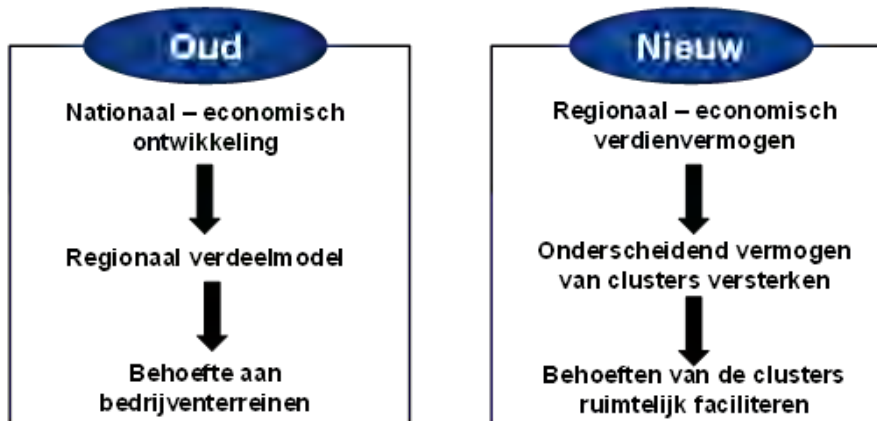 Oud
Nationaal – economisch
ontwikkeling
Regionaal verdeelmodel
Behoefte aan
bedrijventerreinen
Nieuw
Regionaal – economisch
verdienvermogen
Onderscheidend vermogen
van clusters versterken
Behoeften van de clusters
ruimtelijk faciliteren